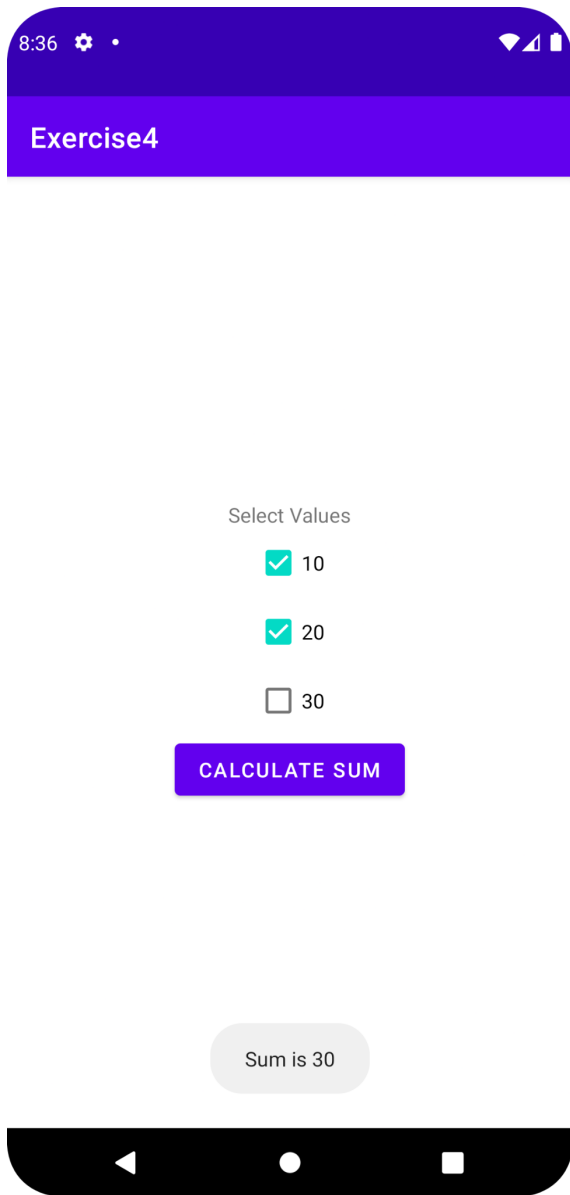 8:36
Exercise4
Select Values
10
20
30
CALCULATE SUM
Sum is 30